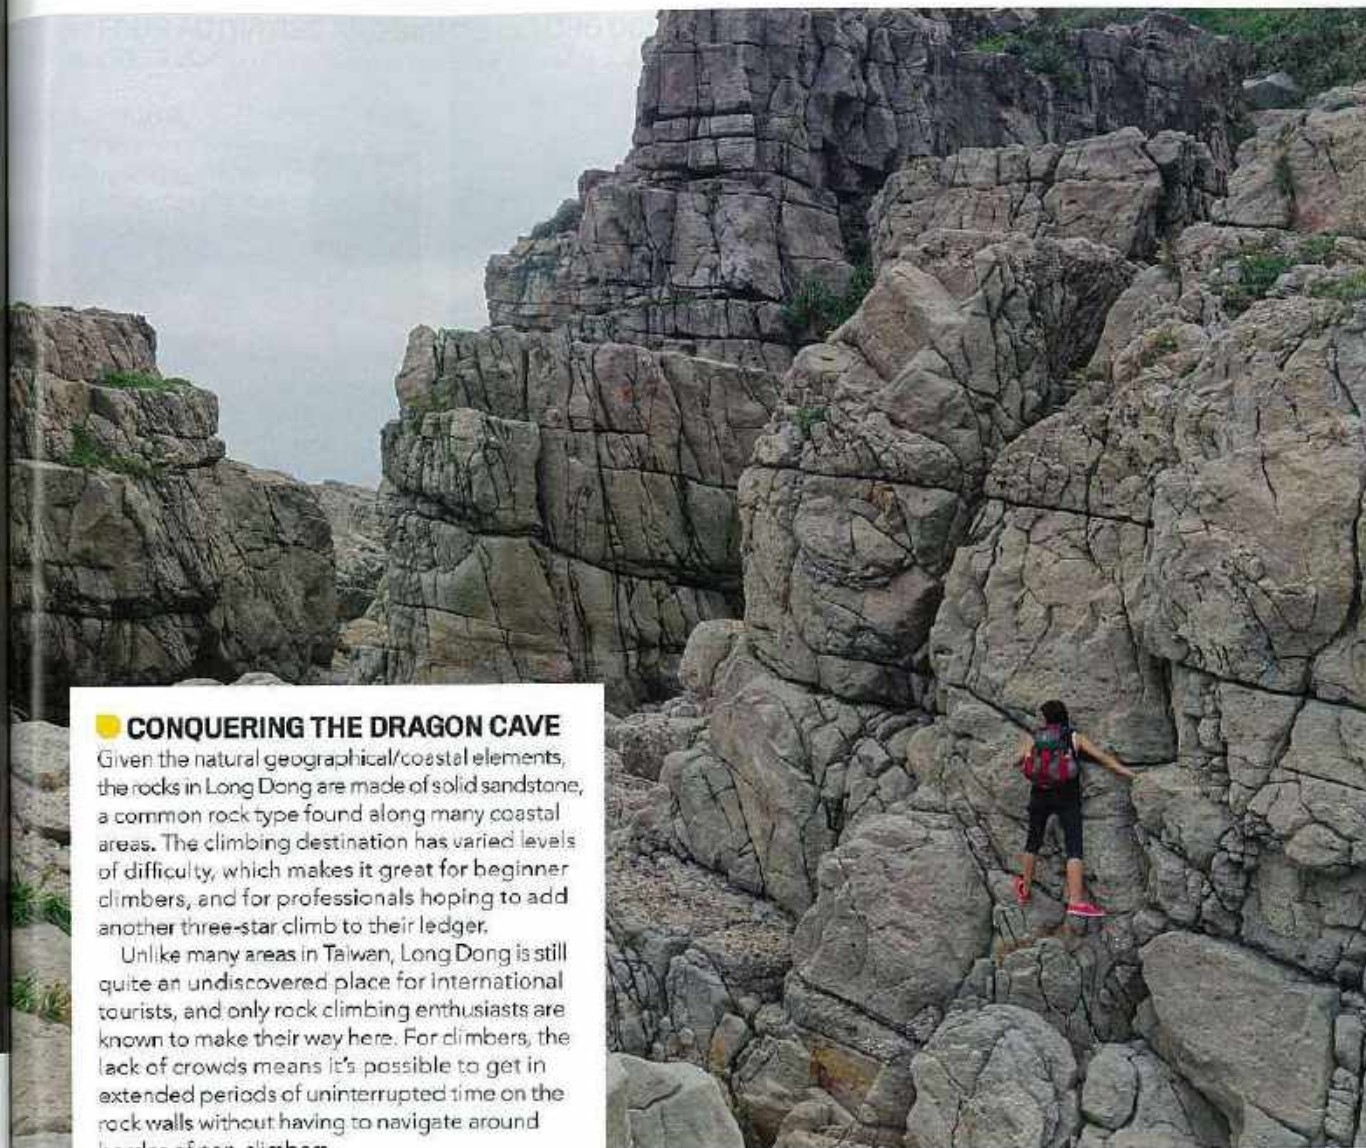 CONQUERING THE DRAGON CAVE
Given the natural geographical/coastal elements,
the rocks in Long Dong are made of solid sandstone,
a common rock type found along many coastal
areas. The climbing destination has varied levels
of difficulty, which makes it great for beginner
climbers, and for professionals hoping to add
another three-star climb to their ledger.
Unlike many areas in Taiwan, Long Dong is still
quite an undiscovered place for international
tourists, and only rock climbing enthusiasts are
known to make their way here. For climbers, the
lack of crowds means it's possible to get in
extended periods of uninterrupted time on the
rock walls without having to navigate around